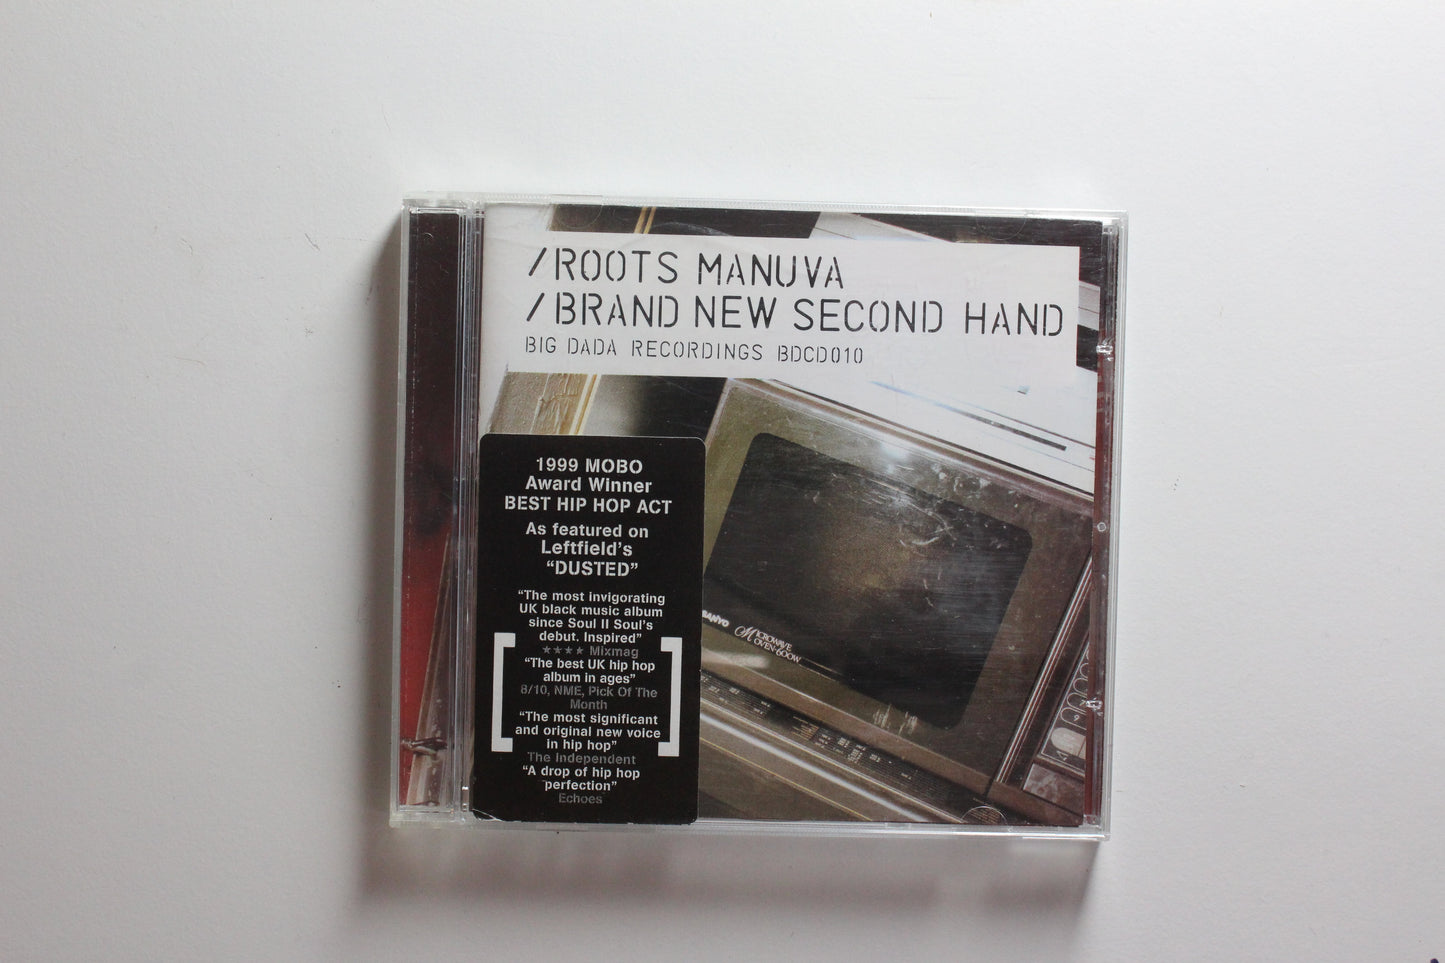 /ROOTS MANUVA
/BRAND NEW SECOND HAND
BIG DADA RECORDINGS BDCD010
1999 MOBO
Award Winner
BEST HIP HOP ACT
As featured on
Leftfield's
"DUSTED"
"The most invigorating
UK black music album
since Soul II Soul's
debut. Inspired"
★★★★ Mixmag
"The best UK hip hop
album in ages"
8/10, NME, Pick Of The
Month
"The most significant
and original new voice
in hip hop"
The Independent
"A drop of hip hop
perfection"
Echoes
SANYO
MICROWAVE
OVEN·600W